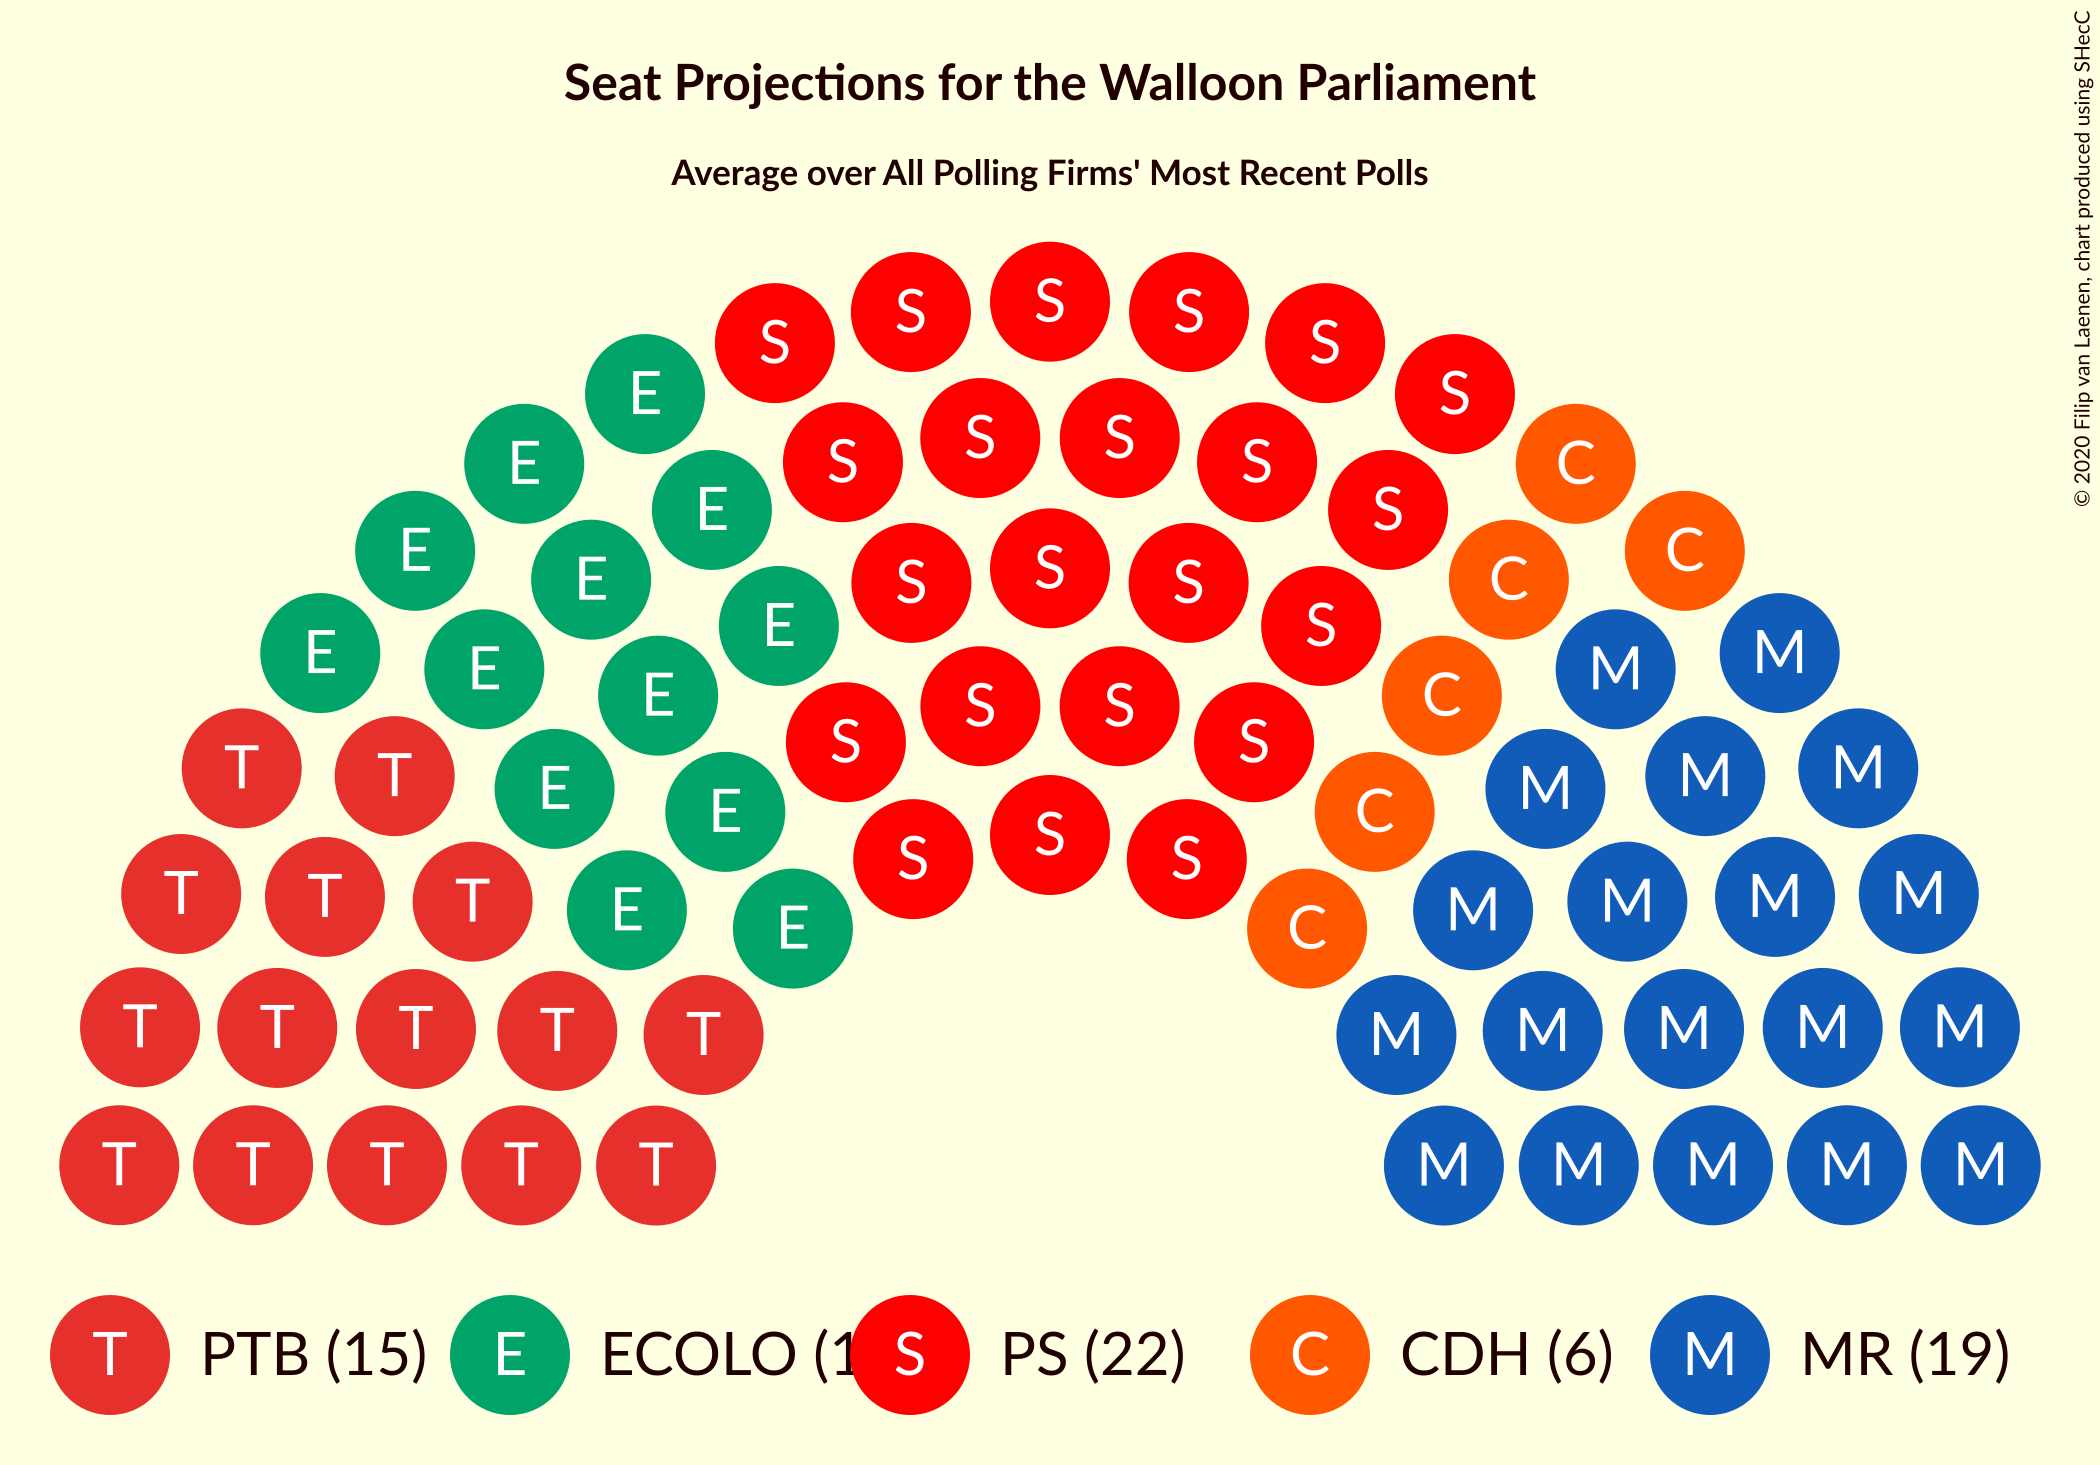 Seat Projections for the Walloon Parliament
Average over All Polling Firms' Most Recent Polls
© 2020 Filip van Laenen, chart produced using SHecC
S S S S S
E S
E S S S S C
E S
E E S S S C C
E E S M
E E S S C M
T T E S S M M M
E S C
T T T E E S S C M M M M
T T T T T M M M M M
T T T T T M M M M M
T PTB (15) E ECOLO (1 S PS (22) C CDH (6) M MR (19)